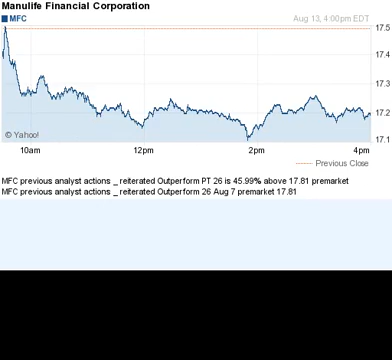 Manulife Financial Corporation
MFC
Aug 13, 4:00pm EDT
17.5
17.4
17.3
17.2
17.1
© Yahoo!
10am 12pm 2pm 4pm
Previous Close
MFC previous analyst actions _ reiterated Outperform PT 26 is 45.99% above 17.81 premarket
MFC previous analyst actions _ reiterated Outperform 26 Aug 7 premarket 17.81